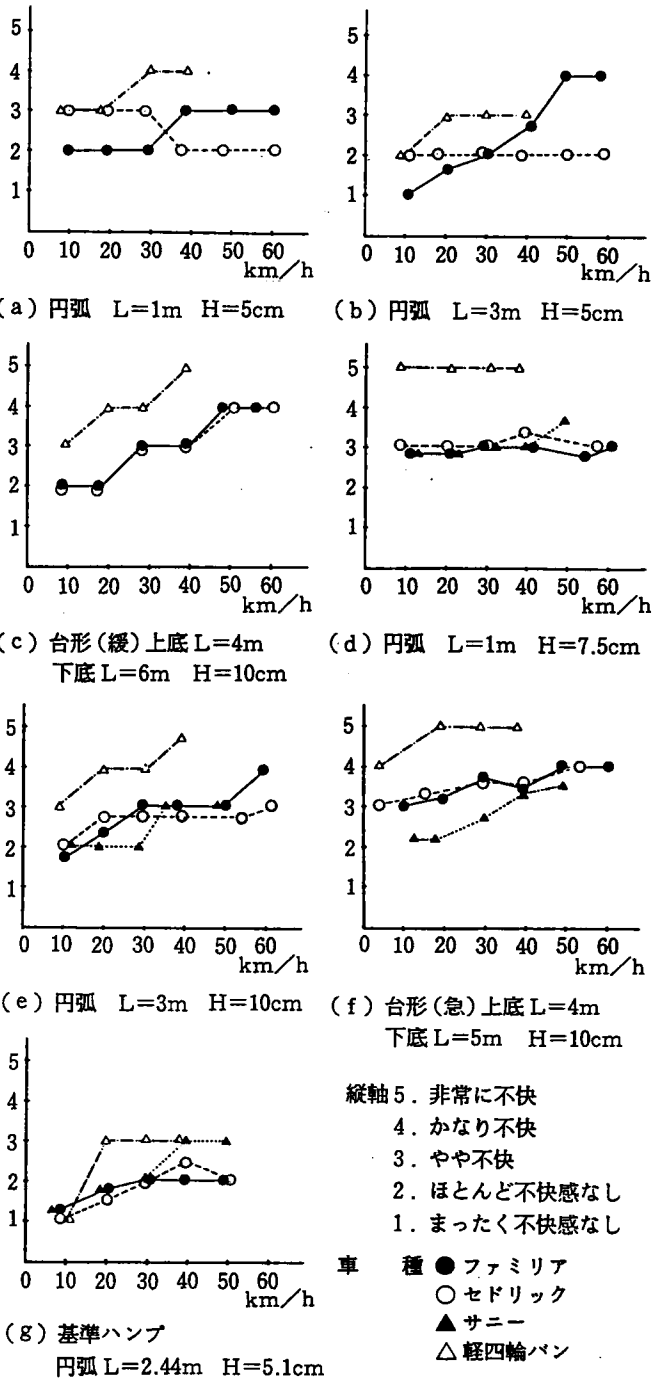 5
4
3
2
1
0 10 20 30 40 50 60
km/h
(a) 円弧 L=1m H=5cm
5
4
3
2
1
0 10 20 30 40 50 60
km/h
(b) 円弧 L=3m H=5cm
5
4
3
2
1
0 10 20 30 40 50 60
km/h
(c) 台形(緩)上底L=4m
下底L=6m H=10cm
5
4
3
2
1
0 10 20 30 40 50 60
km/h
(d) 円弧 L=1m H=7.5cm
5
4
3
2
1
0 10 20 30 40 50 60
km/h
(e) 円弧 L=3m H=10cm
5
4
3
2
1
0 10 20 30 40 50 60
km/h
(f) 台形(急)上底L=4m
下底L=5m H=10cm
5
4
3
2
1
0 10 20 30 40 50 60
km/h
(g) 基準ハンプ
円弧L=2.44m H=5.1cm
縦軸5.非常に不快
4.かなり不快
3.やや不快
2.ほとんど不快感なし
1.まったく不快感なし
車 種 ● ファミリア
○ セドリック
▲ サニー
△ 軽四輪バン